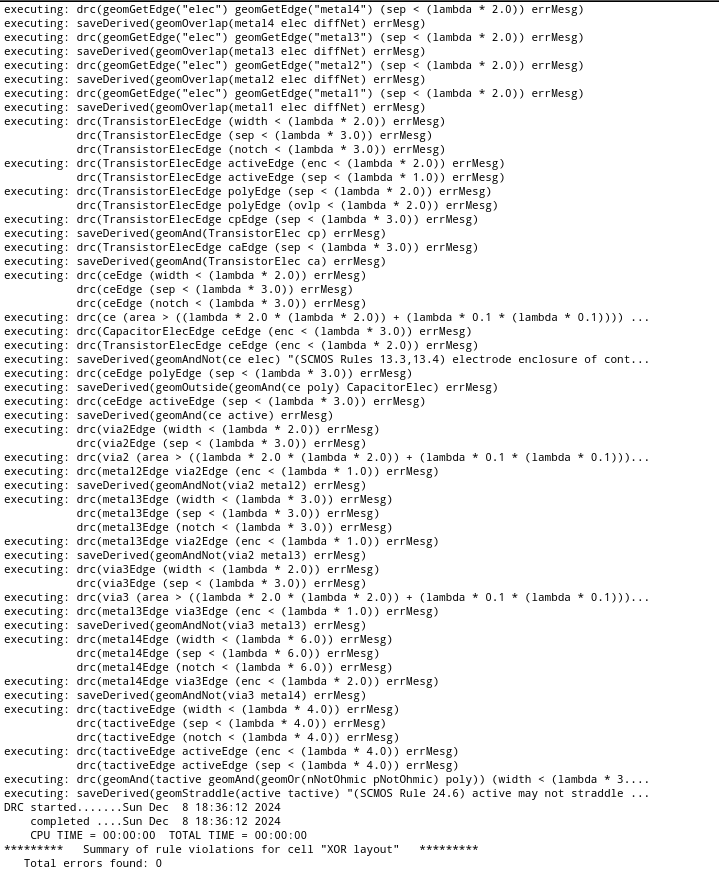 executing: drc(geomGetEdge("elec") geomGetEdge("metal4") (sep < (lambda * 2.0)) errMesg)
executing: saveDerived(geomOverlap(metal4 elec diffNet) errMesg)
executing: drc(geomGetEdge("elec") geomGetEdge("metal3") (sep < (lambda * 2.0)) errMesg)
executing: saveDerived(geomOverlap(metal3 elec diffNet) errMesg)
executing: drc(geomGetEdge("elec") geomGetEdge("metal2") (sep < (lambda * 2.0)) errMesg)
executing: saveDerived(geomOverlap(metal2 elec diffNet) errMesg)
executing: drc(geomGetEdge("elec") geomGetEdge("metal1") (sep < (lambda * 2.0)) errMesg)
executing: saveDerived(geomOverlap(metal1 elec diffNet) errMesg)
executing: drc(TransistorElecEdge (width < (lambda * 2.0)) errMesg)
drc(TransistorElecEdge (sep < (lambda * 3.0)) errMesg)
drc(TransistorElecEdge (notch < (lambda * 3.0)) errMesg)
executing: drc(TransistorElecEdge activeEdge (enc < (lambda * 2.0)) errMesg)
drc(TransistorElecEdge activeEdge (sep < (lambda * 1.0)) errMesg)
executing: drc(TransistorElecEdge polyEdge (sep < (lambda * 2.0)) errMesg)
drc(TransistorElecEdge polyEdge (ovlp < (lambda * 2.0)) errMesg)
executing: drc(TransistorElecEdge cpEdge (sep < (lambda * 3.0)) errMesg)
executing: saveDerived(geomAnd(TransistorElec cp) errMesg)
executing: drc(TransistorElecEdge caEdge (sep < (lambda * 3.0)) errMesg)
executing: saveDerived(geomAnd(TransistorElec ca) errMesg)
executing: drc(ceEdge (width < (lambda * 2.0)) errMesg)
drc(ceEdge (sep < (lambda * 3.0)) errMesg)
drc(ceEdge (notch < (lambda * 3.0)) errMesg)
executing: drc(ce (area > ((lambda * 2.0 * (lambda * 2.0)) + (lambda * 0.1 * (lambda * 0.1)))) ...
executing: drc(CapacitorElecEdge ceEdge (enc < (lambda * 3.0)) errMesg)
executing: drc(TransistorElecEdge ceEdge (enc < (lambda * 2.0)) errMesg)
executing: saveDerived(geomAndNot(ce elec) "(SCMOS Rules 13.3,13.4) electrode enclosure of cont...
executing: drc(ceEdge polyEdge (sep < (lambda * 3.0)) errMesg)
executing: saveDerived(geomOutside(geomAnd(ce poly) CapacitorElec) errMesg)
executing: drc(ceEdge activeEdge (sep < (lambda * 3.0)) errMesg)
executing: saveDerived(geomAnd(ce active) errMesg)
executing: drc(via2Edge (width < (lambda * 2.0)) errMesg)
drc(via2Edge (sep < (lambda * 3.0)) errMesg)
executing: drc(via2 (area > ((lambda * 2.0 * (lambda * 2.0)) + (lambda * 0.1 * (lambda * 0.1)))...
executing: drc(metal2Edge via2Edge (enc < (lambda * 1.0)) errMesg)
executing: saveDerived(geomAndNot(via2 metal2) errMesg)
executing: drc(metal3Edge (width < (lambda * 3.0)) errMesg)
drc(metal3Edge (sep < (lambda * 3.0)) errMesg)
drc(metal3Edge (notch < (lambda * 3.0)) errMesg)
executing: drc(metal3Edge via2Edge (enc < (lambda * 1.0)) errMesg)
executing: saveDerived(geomAndNot(via2 metal3) errMesg)
executing: drc(via3Edge (width < (lambda * 2.0)) errMesg)
drc(via3Edge (sep < (lambda * 3.0)) errMesg)
executing: drc(via3 (area > ((lambda * 2.0 * (lambda * 2.0)) + (lambda * 0.1 * (lambda * 0.1)))...
executing: drc(metal3Edge via3Edge (enc < (lambda * 1.0)) errMesg)
executing: saveDerived(geomAndNot(via3 metal3) errMesg)
executing: drc(metal4Edge (width < (lambda * 6.0)) errMesg)
drc(metal4Edge (sep < (lambda * 6.0)) errMesg)
drc(metal4Edge (notch < (lambda * 6.0)) errMesg)
executing: drc(metal4Edge via3Edge (enc < (lambda * 2.0)) errMesg)
executing: saveDerived(geomAndNot(via3 metal4) errMesg)
executing: drc(tactiveEdge (width < (lambda * 4.0)) errMesg)
drc(tactiveEdge (sep < (lambda * 4.0)) errMesg)
drc(tactiveEdge (notch < (lambda * 4.0)) errMesg)
executing: drc(tactiveEdge activeEdge (enc < (lambda * 4.0)) errMesg)
drc(tactiveEdge activeEdge (sep < (lambda * 4.0)) errMesg)
executing: drc(geomAnd(tactive geomAnd(geomOr(nNotOhmic pNotOhmic) poly)) (width < (lambda * 3....
executing: saveDerived(geomStraddle(active tactive) "(SCMOS Rule 24.6) active may not straddle ...
DRC started.......Sun Dec  8 18:36:12 2024
completed ....Sun Dec  8 18:36:12 2024
CPU TIME = 00:00:00  TOTAL TIME = 00:00:00
*********   Summary of rule violations for cell "XOR layout"   *********
Total errors found: 0